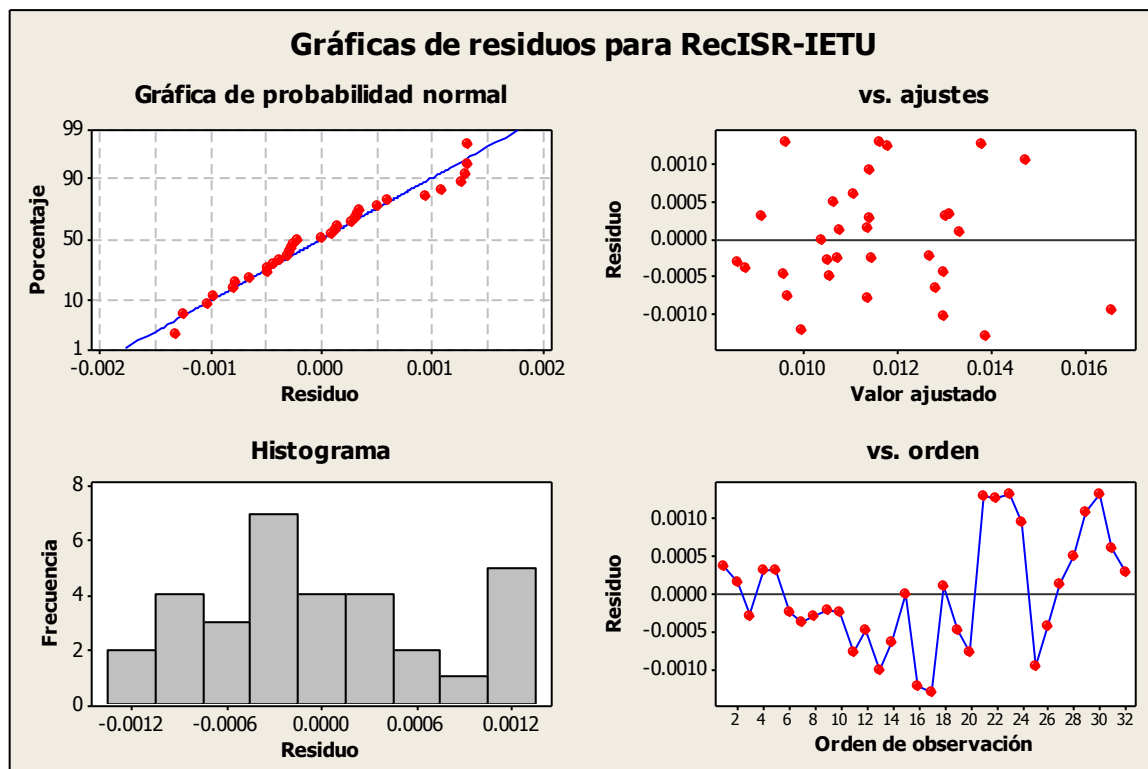 Gráficas de residuos para RecISR-IETU
Gráfica de probabilidad normal
99
90
50
10
1
Porcentaje
-0.002 -0.001 0.000 0.001 0.002
Residuo
vs. ajustes
0.0010
0.0005
0.0000
-0.0005
-0.0010
Residuo
0.010 0.012 0.014 0.016
Valor ajustado
Histograma
8
6
4
2
0
Frecuencia
-0.0012 -0.0006 0.0000 0.0006 0.0012
Residuo
vs. orden
0.0010
0.0005
0.0000
-0.0005
-0.0010
Residuo
2 4 6 8 10 12 14 16 18 20 22 24 26 28 30 32
Orden de observación